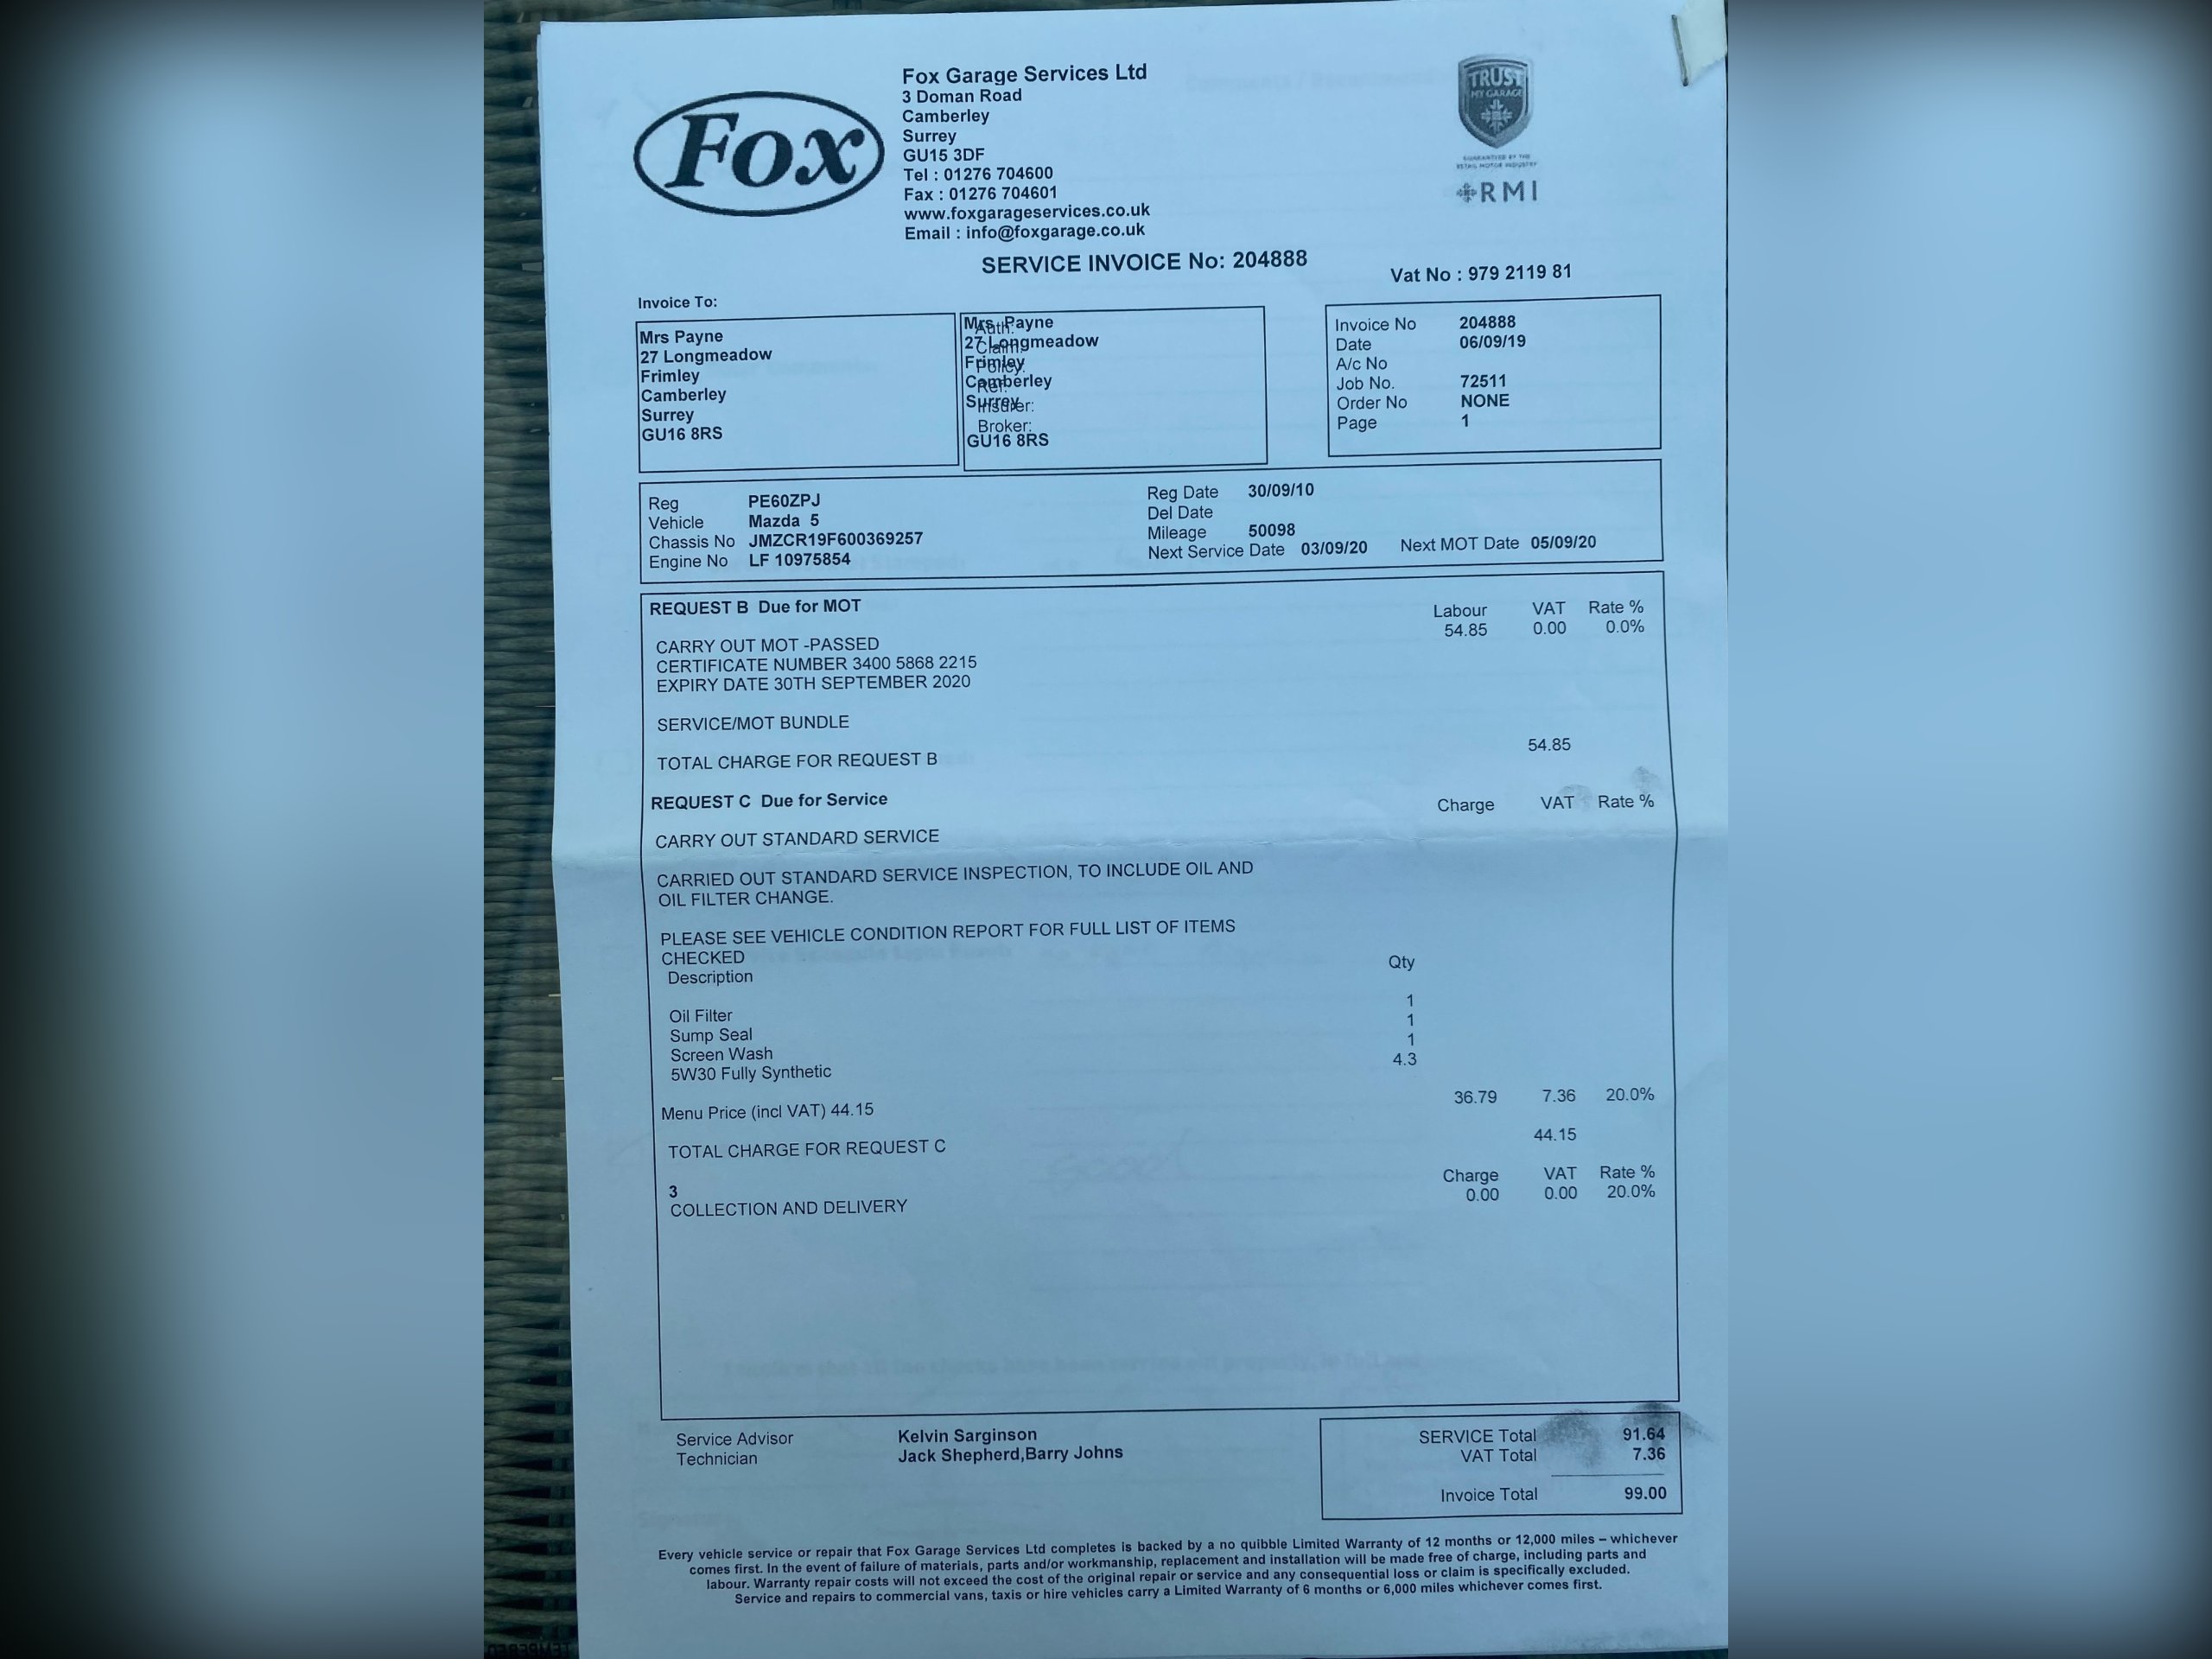 Fox
Fox Garage Services Ltd
3 Doman Road
Camberley
Surrey
GU15 3DF
Tel : 01276 704600
Fax : 01276 704601
www.foxgarageservices.co.uk
Email : info@foxgarage.co.uk
TRUST
MY GARAGE
GUARANTEED BY THE
RETAIL MOTOR INDUSTRY
RMI
SERVICE INVOICE No: 204888
Vat No : 979 2119 81
Invoice To:
Mrs Payne
27 Longmeadow
Frimley
Camberley
Surrey
GU16 8RS
Mrs Payne
Auth:
27 Longmeadow
Claim:
Frimley
Policy:
Camberley
Ref:
Surrey
Insurer:
Broker:
GU16 8RS
Invoice No 204888
Date 06/09/19
A/c No
Job No. 72511
Order No NONE
Page 1
Reg PE60ZPJ
Vehicle Mazda 5
Chassis No JMZCR19F600369257
Engine No LF 10975854
Reg Date 30/09/10
Del Date
Mileage 50098
Next Service Date 03/09/20 Next MOT Date 05/09/20
REQUEST B Due for MOT
Labour VAT Rate %
54.85 0.00 0.0%
CARRY OUT MOT -PASSED
CERTIFICATE NUMBER 3400 5868 2215
EXPIRY DATE 30TH SEPTEMBER 2020
SERVICE/MOT BUNDLE
TOTAL CHARGE FOR REQUEST B 54.85
REQUEST C Due for Service
Charge VAT Rate %
CARRY OUT STANDARD SERVICE
CARRIED OUT STANDARD SERVICE INSPECTION, TO INCLUDE OIL AND
OIL FILTER CHANGE.
PLEASE SEE VEHICLE CONDITION REPORT FOR FULL LIST OF ITEMS
CHECKED
Description Qty
Oil Filter 1
Sump Seal 1
Screen Wash 1
5W30 Fully Synthetic 4.3
Menu Price (incl VAT) 44.15 36.79 7.36 20.0%
TOTAL CHARGE FOR REQUEST C 44.15
Charge VAT Rate %
3
COLLECTION AND DELIVERY 0.00 0.00 20.0%
Service Advisor Kelvin Sarginson
Technician Jack Shepherd,Barry Johns
SERVICE Total 91.64
VAT Total 7.36
Invoice Total 99.00
Every vehicle service or repair that Fox Garage Services Ltd completes is backed by a no quibble Limited Warranty of 12 months or 12,000 miles – whichever
comes first. In the event of failure of materials, parts and/or workmanship, replacement and installation will be made free of charge, including parts and
labour. Warranty repair costs will not exceed the cost of the original repair or service and any consequential loss or claim is specifically excluded.
Service and repairs to commercial vans, taxis or hire vehicles carry a Limited Warranty of 6 months or 6,000 miles whichever comes first.